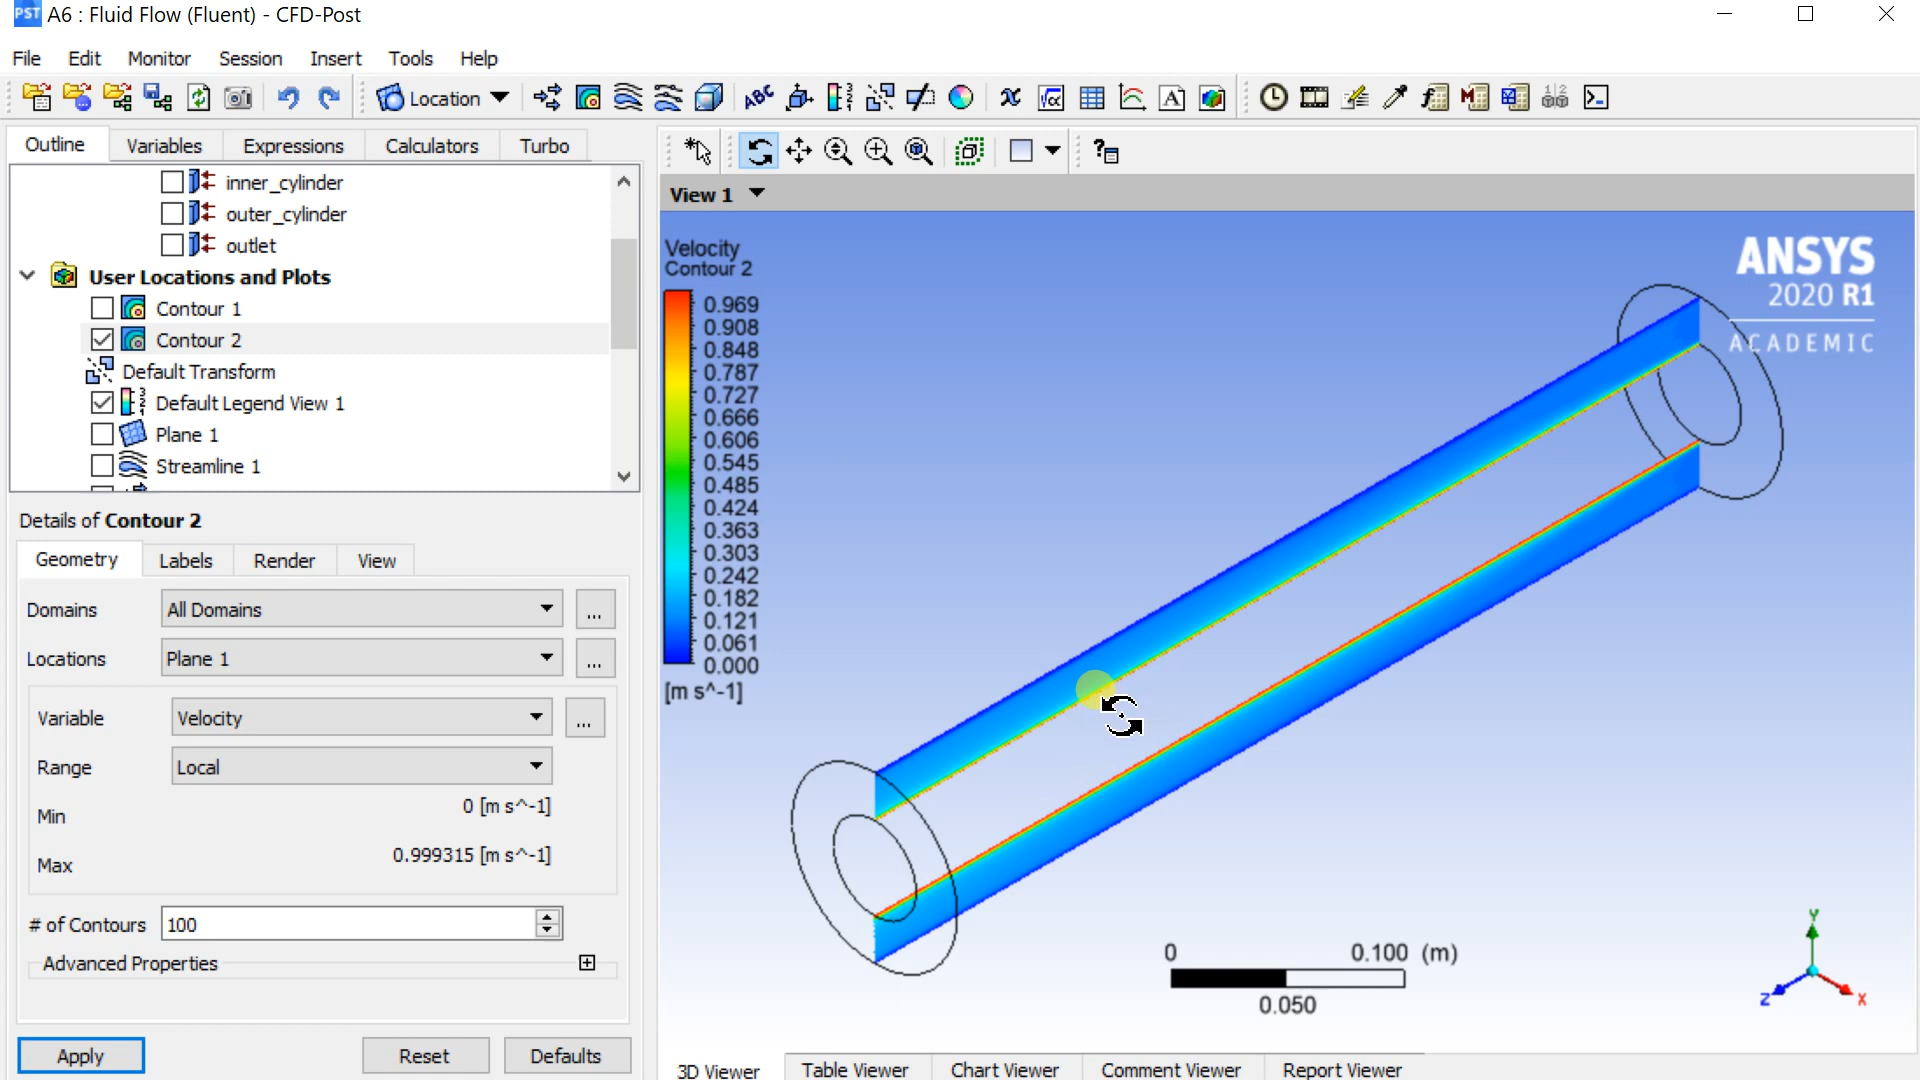 PST A6 : Fluid Flow (Fluent) - CFD-Post
File Edit Monitor Session Insert Tools Help
Location
Outline Variables Expressions Calculators Turbo
inner_cylinder
outer_cylinder
outlet
User Locations and Plots
Contour 1
Contour 2
Default Transform
Default Legend View 1
Plane 1
Streamline 1
Details of Contour 2
Geometry Labels Render View
Domains All Domains ...
Locations Plane 1 ...
Variable Velocity ...
Range Local
Min 0 [m s^-1]
Max 0.999315 [m s^-1]
# of Contours 100
Advanced Properties
Apply Reset Defaults
View 1
Velocity
Contour 2
0.969
0.908
0.848
0.787
0.727
0.666
0.606
0.545
0.485
0.424
0.363
0.303
0.242
0.182
0.121
0.061
0.000
[m s^-1]
ANSYS
2020 R1
ACADEMIC
0 0.100 (m)
0.050
Y
Z X
3D Viewer Table Viewer Chart Viewer Comment Viewer Report Viewer